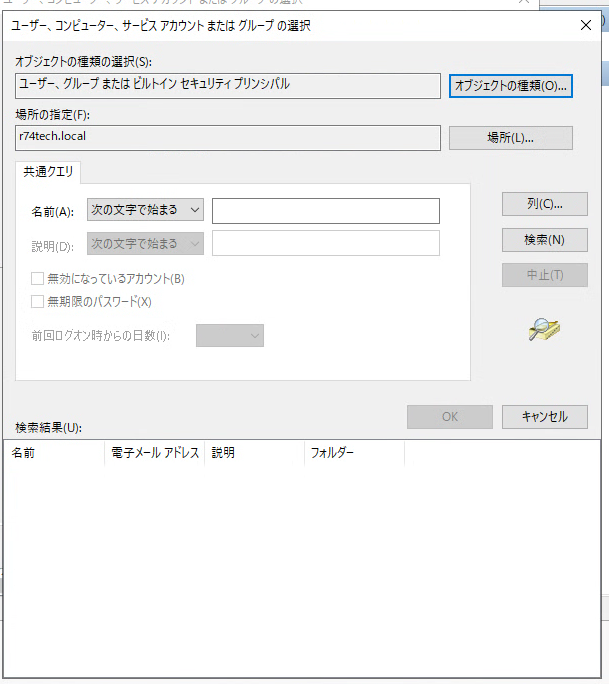 ユーザー、コンピューター、サービス アカウント または グループ の選択
オブジェクトの種類の選択(S):
ユーザー、グループ または ビルトイン セキュリティ プリンシパル
オブジェクトの種類(O)...
場所の指定(F):
r74tech.local
場所(L)...
共通クエリ
名前(A):
次の文字で始まる
列(C)...
説明(D):
次の文字で始まる
検索(N)
無効になっているアカウント(B)
中止(T)
無期限のパスワード(X)
前回ログオン時からの日数(I):
OK
キャンセル
検索結果(U):
名前
電子メール アドレス
説明
フォルダー